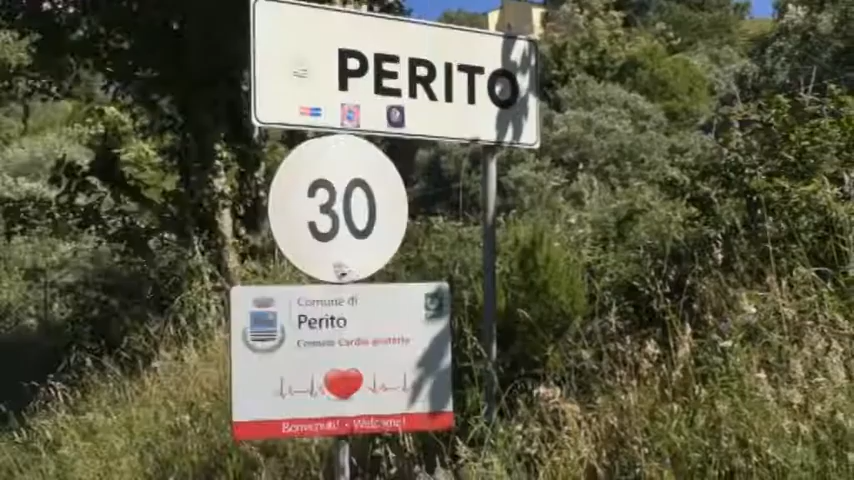 PERITO
30
Comune di
Perito
Comune Cardio-protetto
Benvenuti - Welcome!